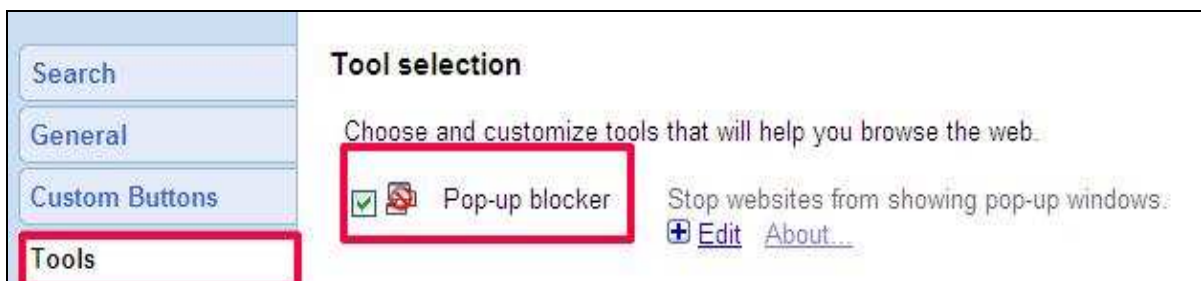 Search
General
Custom Buttons
Tools
Tool selection
Choose and customize tools that will help you browse the web.
Pop-up blocker
Stop websites from showing pop-up windows.
Edit About...